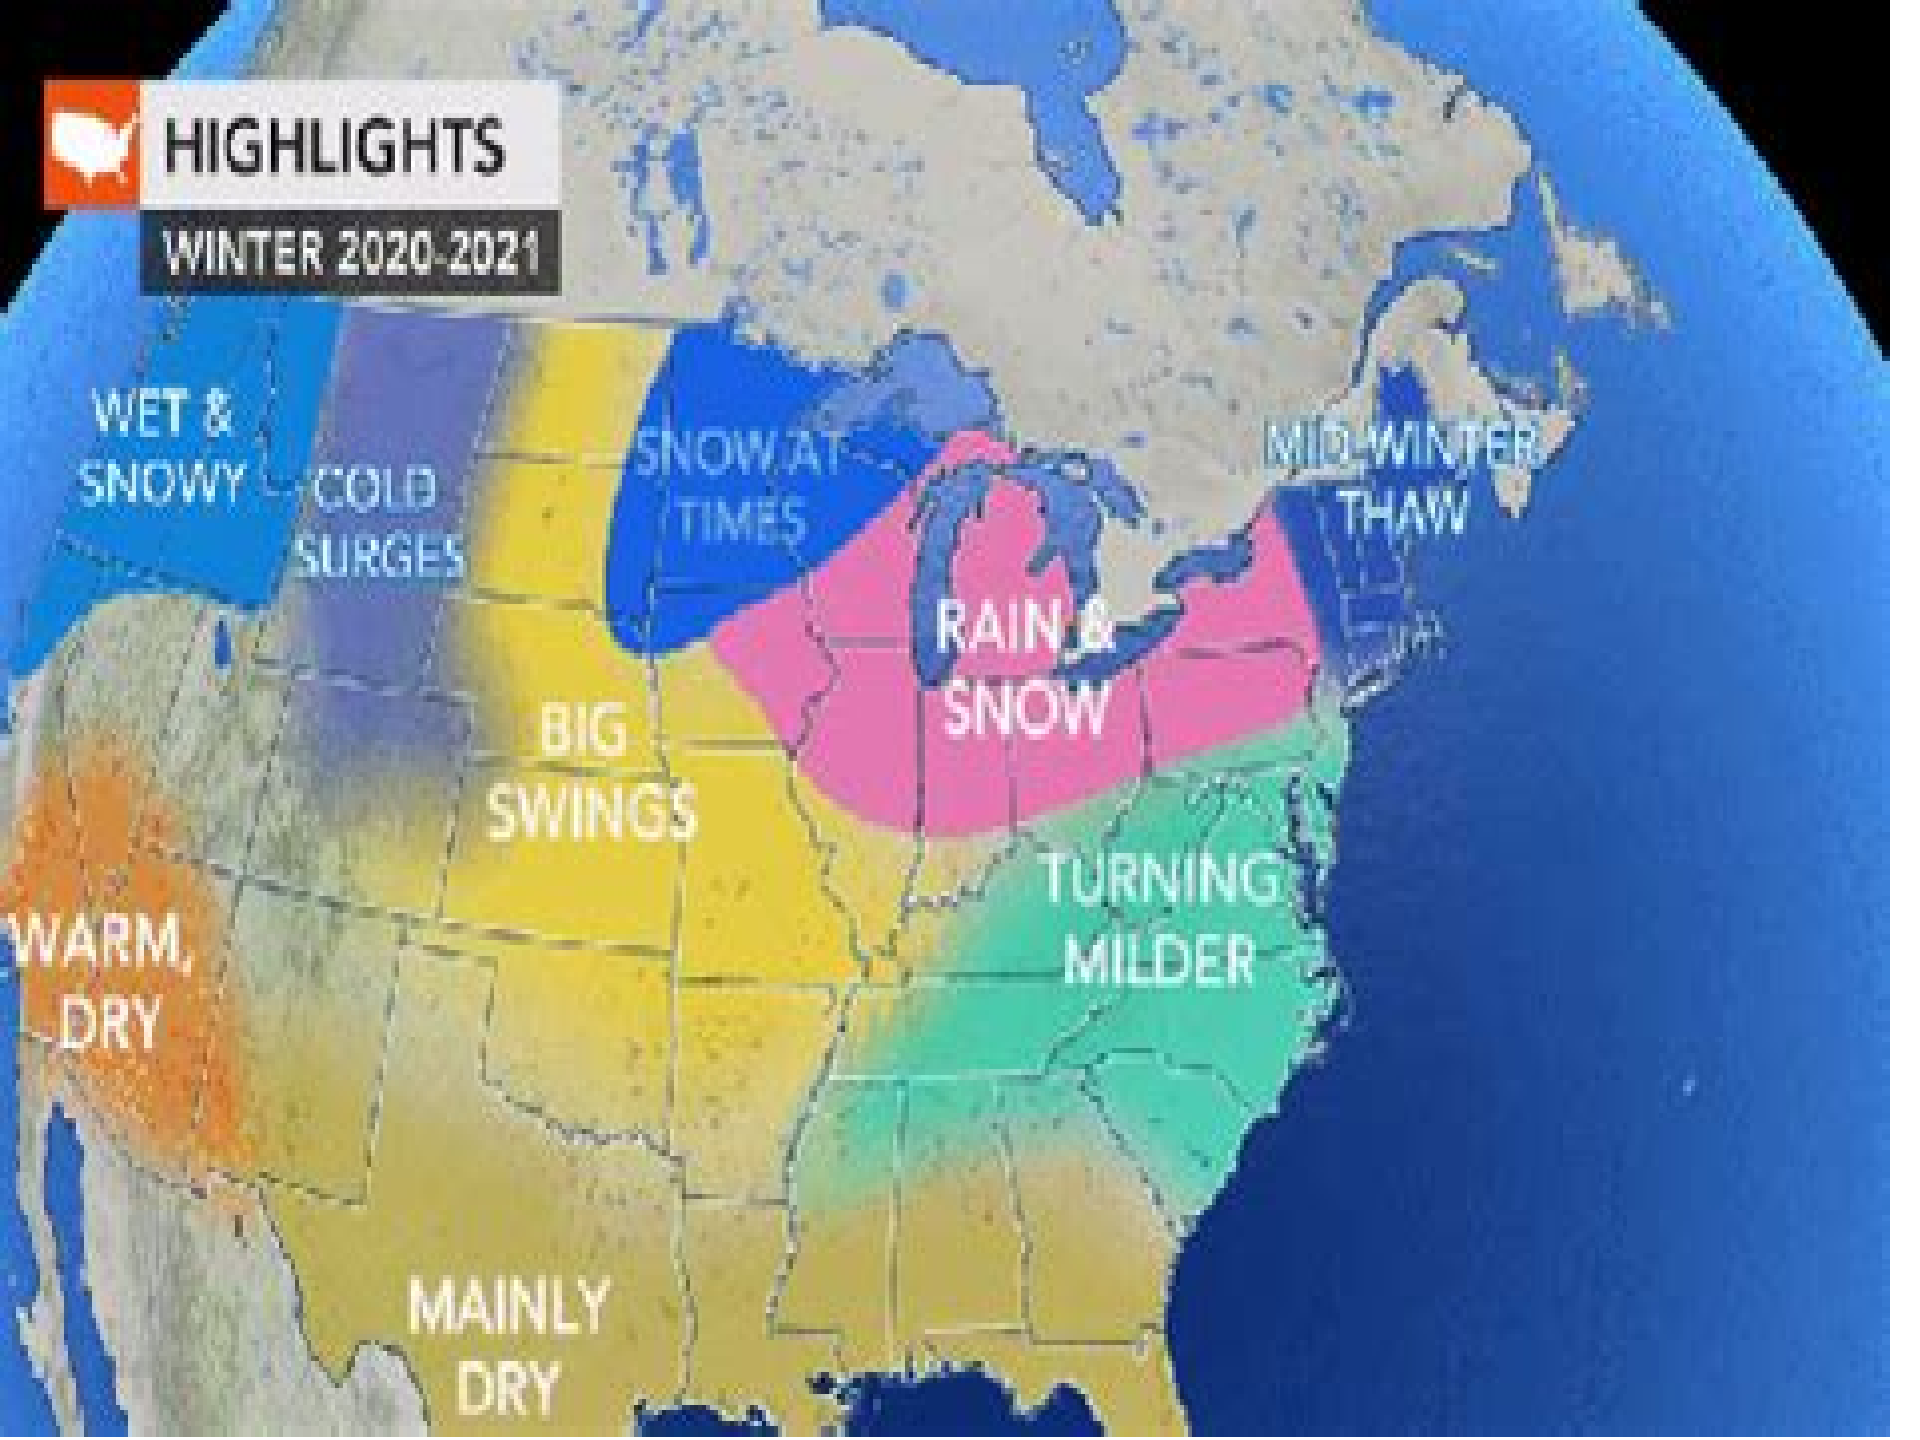 HIGHLIGHTS
WINTER 2020-2021
WET &
SNOWY
COLD
SURGES
SNOW AT
TIMES
MID-WINTER
THAW
RAIN &
SNOW
BIG
SWINGS
TURNING
MILDER
WARM,
DRY
MAINLY
DRY